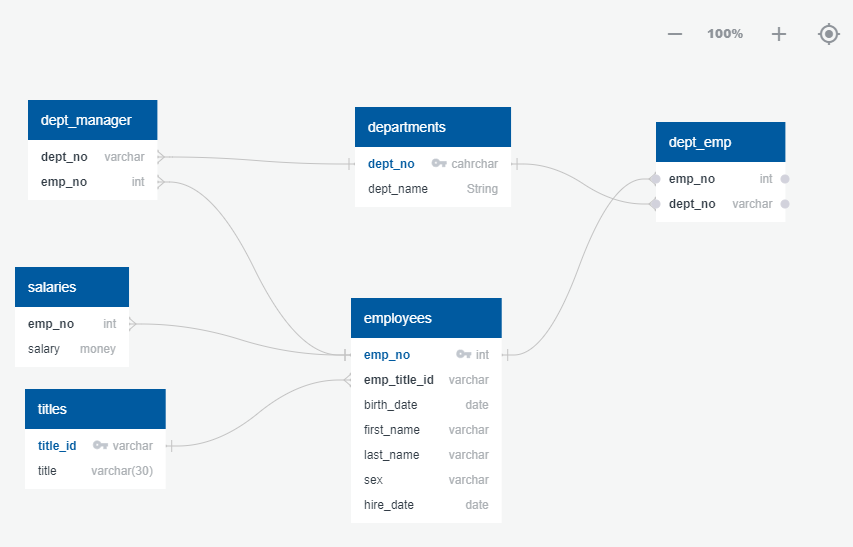 100%
dept_manager
dept_no varchar
emp_no int
departments
dept_no cahrchar
dept_name String
dept_emp
emp_no int
dept_no varchar
salaries
emp_no int
salary money
employees
emp_no int
emp_title_id varchar
birth_date date
first_name varchar
last_name varchar
sex varchar
hire_date date
titles
title_id varchar
title varchar(30)